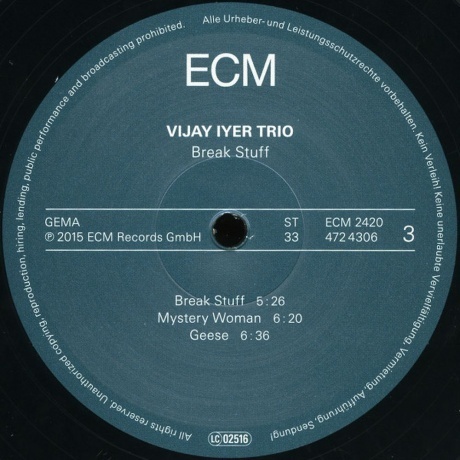 All rights reserved. Unauthorized copying, reproduction, hiring, lending, public performance and broadcasting prohibited.
Alle Urheber- und Leistungsschutzrechte vorbehalten. Kein Verleih! Keine unerlaubte Vervielfältigung, Vermietung, Aufführung, Sendung!
ECM
VIJAY IYER TRIO
Break Stuff
GEMA ST ECM 2420
℗ 2015 ECM Records GmbH 33 472 4306 3
Break Stuff 5:26
Mystery Woman 6:20
Geese 6:36
LC 02516